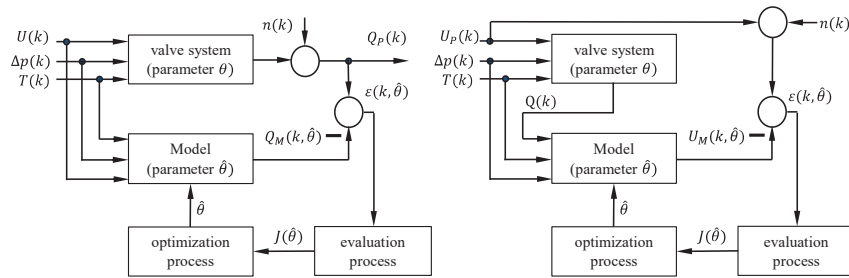 n(k)
U(k)
Δp(k)
T(k)
valve system
(parameter θ)
Q_P(k)
ε(k,θ̂)
Q_M(k,θ̂)
Model
(parameter θ̂)
θ̂
J(θ̂)
optimization
process
evaluation
process
U_P(k)
n(k)
Δp(k)
T(k)
valve system
(parameter θ)
Q(k)
ε(k,θ̂)
U_M(k,θ̂)
Model
(parameter θ̂)
θ̂
J(θ̂)
optimization
process
evaluation
process